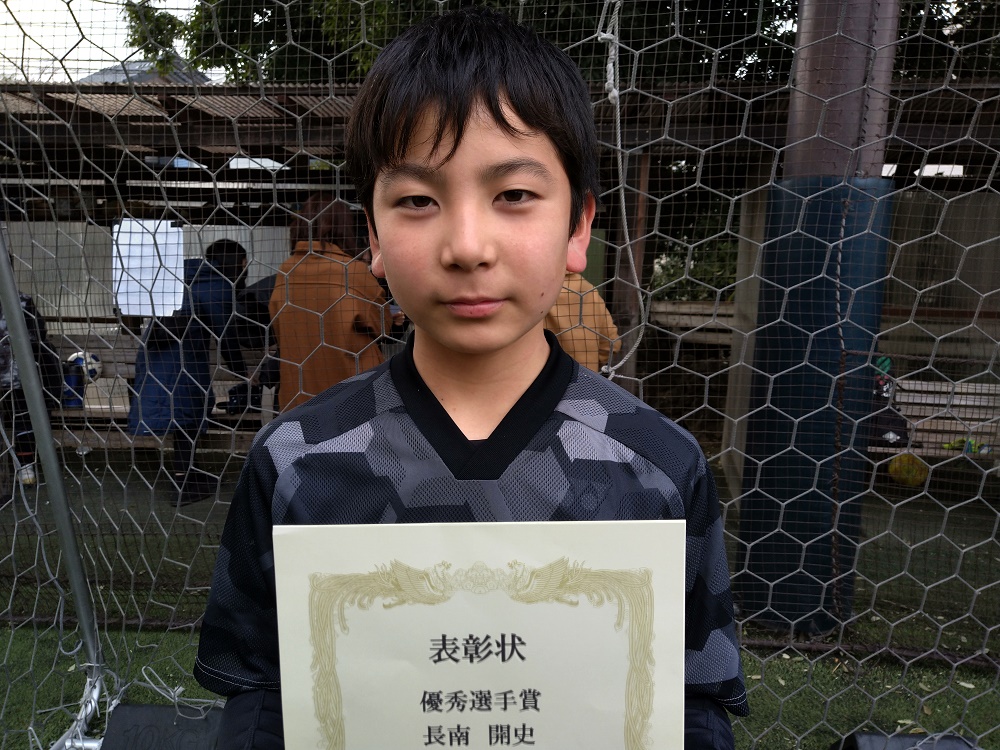 表彰状
優秀選手賞
長南 開史